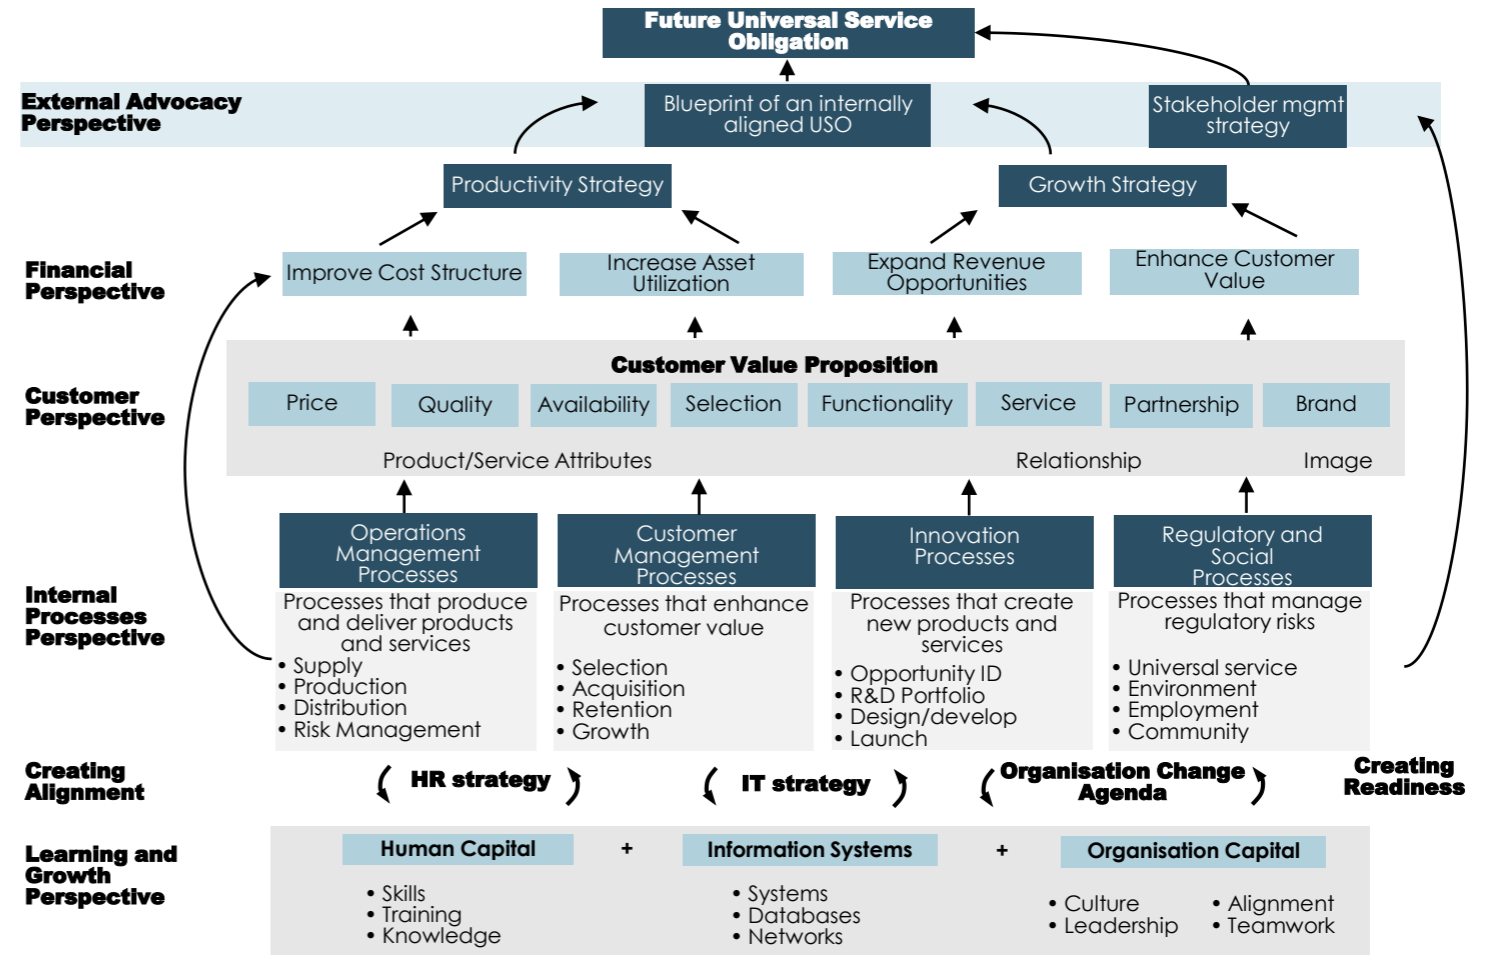 Future Universal Service
Obligation
External Advocacy
Perspective
Blueprint of an internally
aligned USO
Stakeholder mgmt
strategy
Productivity Strategy
Growth Strategy
Financial
Perspective
Improve Cost Structure
Increase Asset
Utilization
Expand Revenue
Opportunities
Enhance Customer
Value
Customer Value Proposition
Customer
Perspective
Price
Quality
Availability
Selection
Functionality
Service
Partnership
Brand
Product/Service Attributes
Relationship
Image
Internal
Processes
Perspective
Operations
Management
Processes
Processes that produce
and deliver products
and services
• Supply
• Production
• Distribution
• Risk Management
Customer
Management
Processes
Processes that enhance
customer value
• Selection
• Acquisition
• Retention
• Growth
Innovation
Processes
Processes that create
new products and
services
• Opportunity ID
• R&D Portfolio
• Design/develop
• Launch
Regulatory and
Social
Processes
Processes that manage
regulatory risks
• Universal service
• Environment
• Employment
• Community
Creating
Alignment
HR strategy
IT strategy
Organisation Change
Agenda
Creating
Readiness
Learning and
Growth
Perspective
Human Capital
• Skills
• Training
• Knowledge
+
Information Systems
• Systems
• Databases
• Networks
+
Organisation Capital
• Culture
• Leadership
• Alignment
• Teamwork